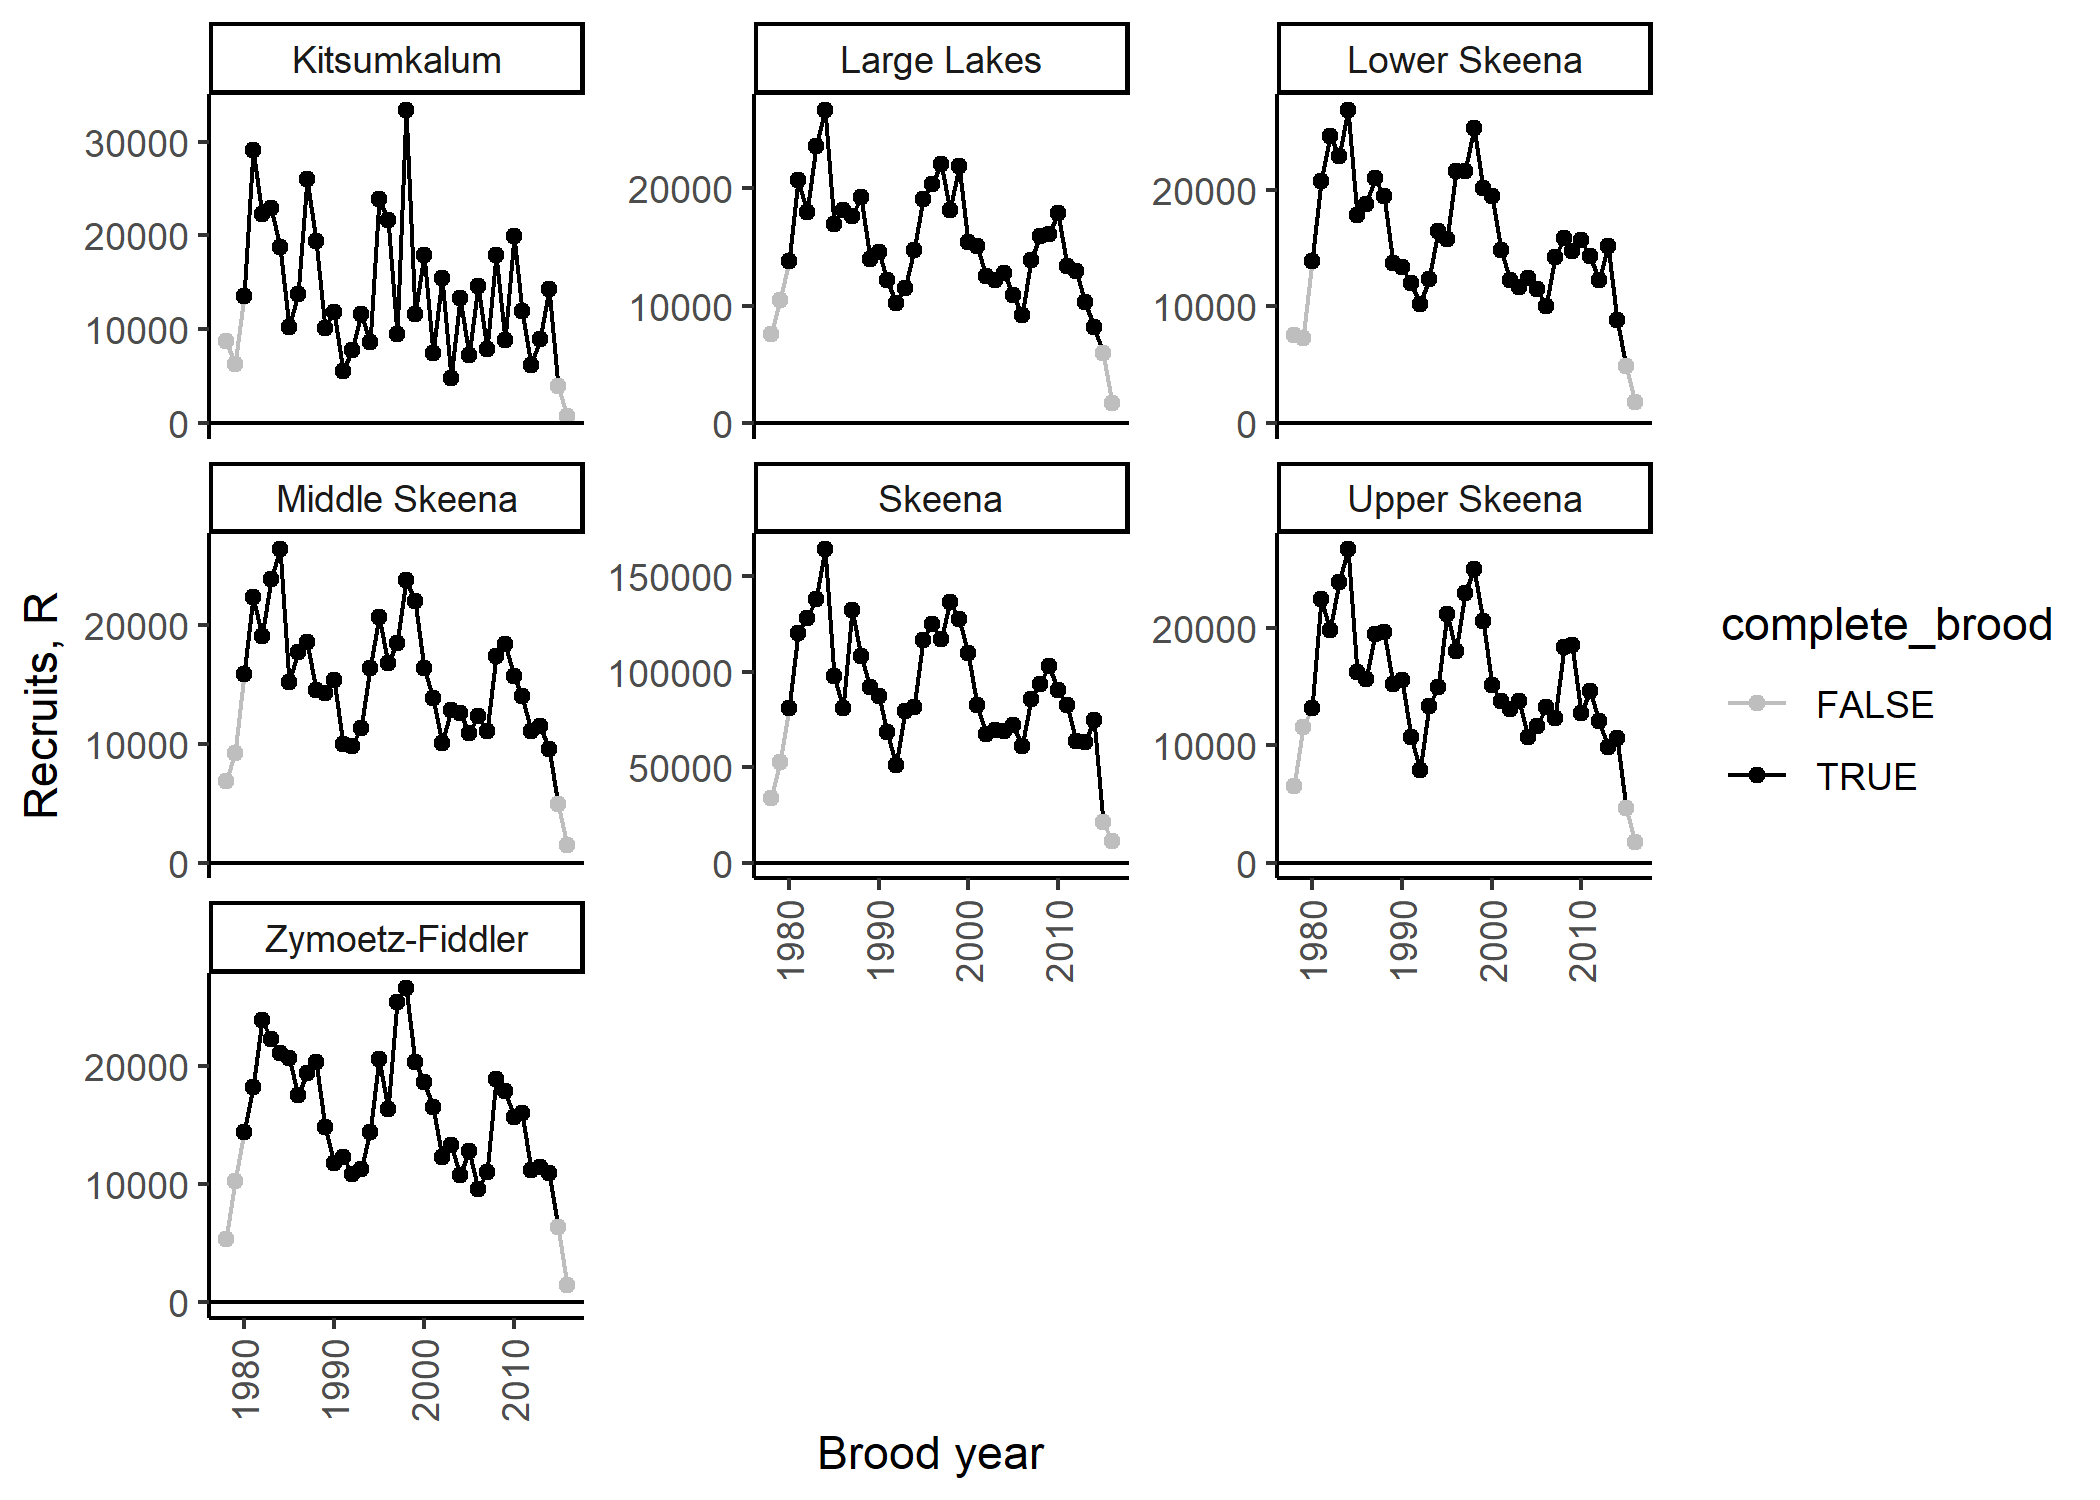 Kitsumkalum
Large Lakes
Lower Skeena
30000
20000
10000
0
20000
10000
0
20000
10000
0
Middle Skeena
Skeena
Upper Skeena
20000
10000
0
150000
100000
50000
0
20000
10000
0
1980
1990
2000
2010
1980
1990
2000
2010
Zymoetz-Fiddler
20000
10000
0
1980
1990
2000
2010
Recruits, R
Brood year
complete_brood
FALSE
TRUE